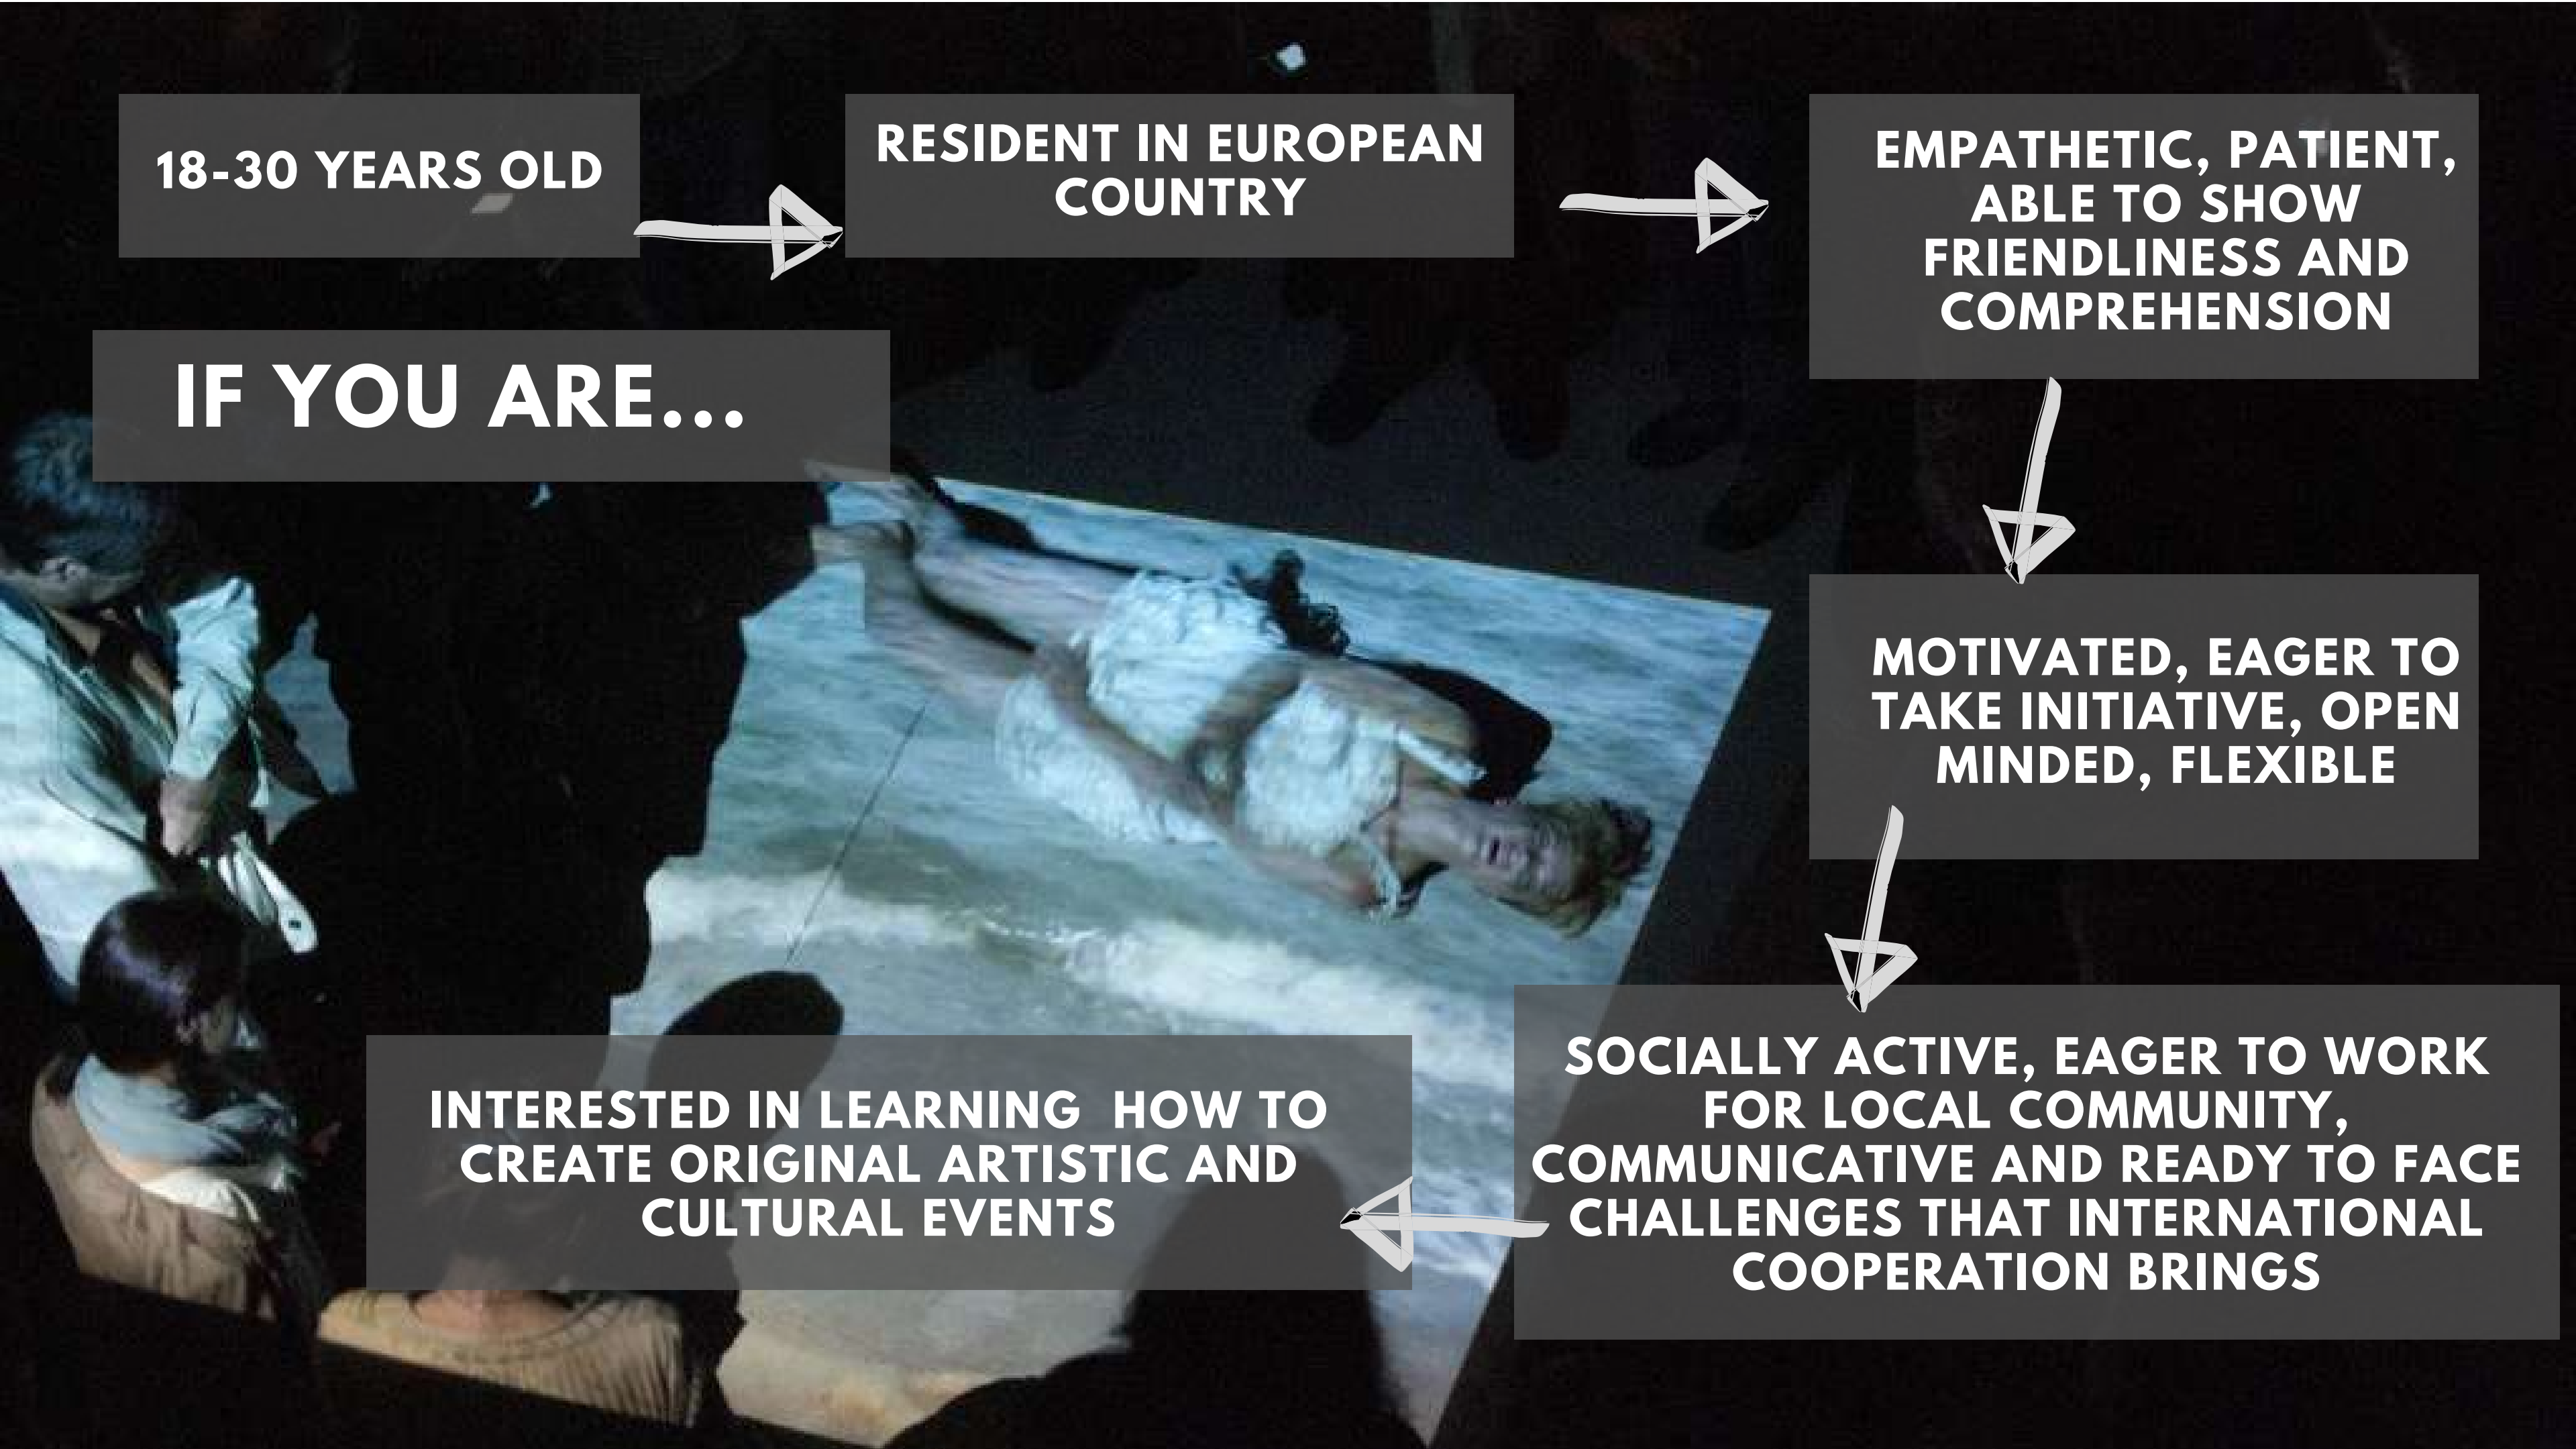 18-30 YEARS OLD
RESIDENT IN EUROPEAN
COUNTRY
EMPATHETIC, PATIENT,
ABLE TO SHOW
FRIENDLINESS AND
COMPREHENSION
IF YOU ARE...
MOTIVATED, EAGER TO
TAKE INITIATIVE, OPEN
MINDED, FLEXIBLE
SOCIALLY ACTIVE, EAGER TO WORK
FOR LOCAL COMMUNITY,
COMMUNICATIVE AND READY TO FACE
CHALLENGES THAT INTERNATIONAL
COOPERATION BRINGS
INTERESTED IN LEARNING  HOW TO
CREATE ORIGINAL ARTISTIC AND
CULTURAL EVENTS